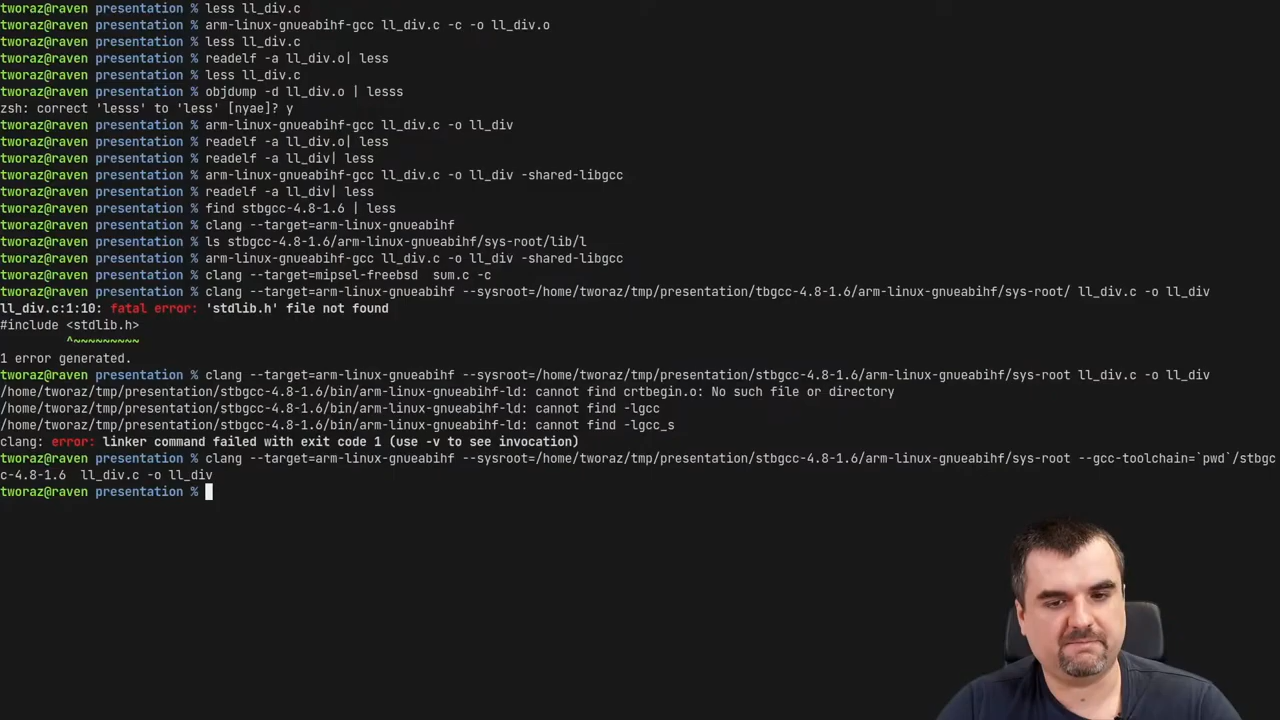 tworaz@raven presentation % less ll_div.c
tworaz@raven presentation % arm-linux-gnueabihf-gcc ll_div.c -c -o ll_div.o
tworaz@raven presentation % less ll_div.c
tworaz@raven presentation % readelf -a ll_div.o| less
tworaz@raven presentation % less ll_div.c
tworaz@raven presentation % objdump -d ll_div.o | lesss
zsh: correct 'lesss' to 'less' [nyae]? y
tworaz@raven presentation % arm-linux-gnueabihf-gcc ll_div.c -o ll_div
tworaz@raven presentation % readelf -a ll_div.o| less
tworaz@raven presentation % readelf -a ll_div| less
tworaz@raven presentation % arm-linux-gnueabihf-gcc ll_div.c -o ll_div -shared-libgcc
tworaz@raven presentation % readelf -a ll_div| less
tworaz@raven presentation % find stbgcc-4.8-1.6 | less
tworaz@raven presentation % clang --target=arm-linux-gnueabihf
tworaz@raven presentation % ls stbgcc-4.8-1.6/arm-linux-gnueabihf/sys-root/lib/l
tworaz@raven presentation % arm-linux-gnueabihf-gcc ll_div.c -o ll_div -shared-libgcc
tworaz@raven presentation % clang --target=mipsel-freebsd  sum.c -c
tworaz@raven presentation % clang --target=arm-linux-gnueabihf --sysroot=/home/tworaz/tmp/presentation/tbgcc-4.8-1.6/arm-linux-gnueabihf/sys-root/ ll_div.c -o ll_div
ll_div.c:1:10: fatal error: 'stdlib.h' file not found
#include <stdlib.h>
         ^~~~~~~~~~
1 error generated.
tworaz@raven presentation % clang --target=arm-linux-gnueabihf --sysroot=/home/tworaz/tmp/presentation/stbgcc-4.8-1.6/arm-linux-gnueabihf/sys-root ll_div.c -o ll_div
/home/tworaz/tmp/presentation/stbgcc-4.8-1.6/bin/arm-linux-gnueabihf-ld: cannot find crtbegin.o: No such file or directory
/home/tworaz/tmp/presentation/stbgcc-4.8-1.6/bin/arm-linux-gnueabihf-ld: cannot find -lgcc
/home/tworaz/tmp/presentation/stbgcc-4.8-1.6/bin/arm-linux-gnueabihf-ld: cannot find -lgcc_s
clang: error: linker command failed with exit code 1 (use -v to see invocation)
tworaz@raven presentation % clang --target=arm-linux-gnueabihf --sysroot=/home/tworaz/tmp/presentation/stbgcc-4.8-1.6/arm-linux-gnueabihf/sys-root --gcc-toolchain=`pwd`/stbgc
c-4.8-1.6  ll_div.c -o ll_div
tworaz@raven presentation %